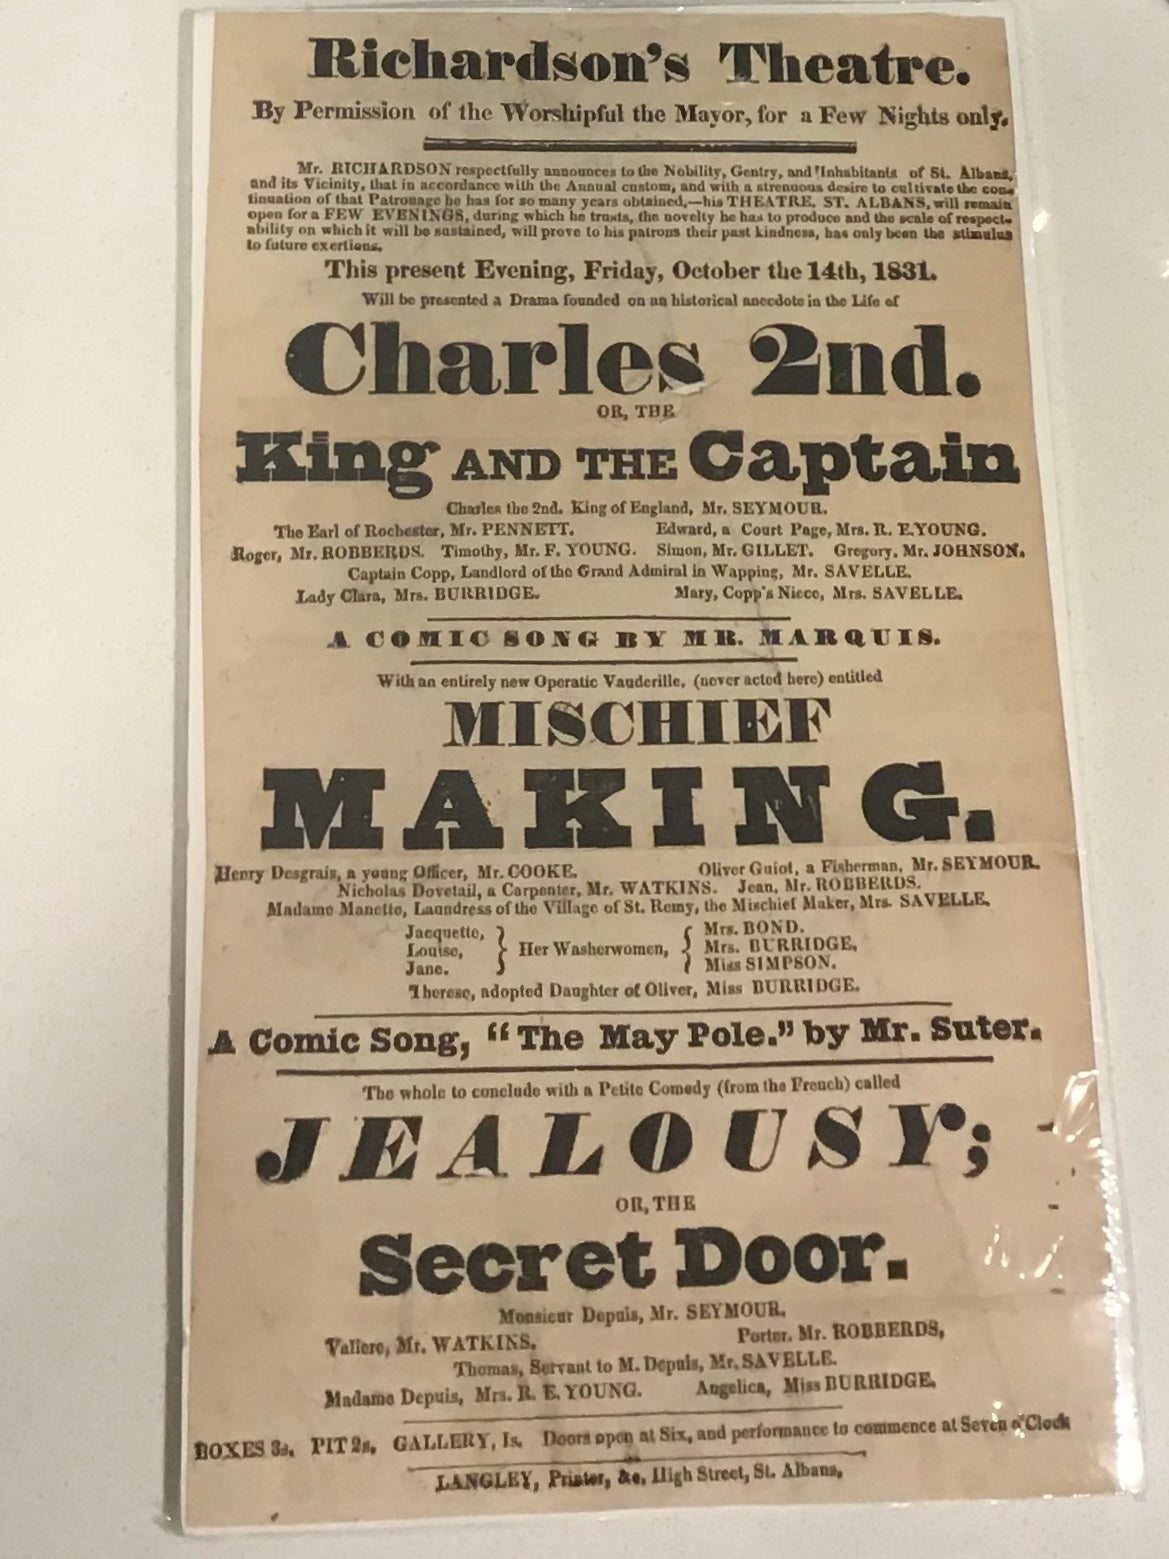 Richardson's Theatre.
By Permission of the Worshipful the Mayor, for a Few Nights only.
Mr. RICHARDSON respectfully announces to the Nobility, Gentry, and Inhabitants of St. Albans,
and its Vicinity, that in accordance with the Annual custom, and with a strenuous desire to cultivate the con-
tinuation of that Patronage he has for so many years obtained,—his THEATRE, ST. ALBANS, will remain
open for a FEW EVENINGS, during which he trusts, the novelty he has to produce and the scale of respect-
ability on which it will be sustained, will prove to his patrons their past kindness, has only been the stimulus
to future exertions.
This present Evening, Friday, October the 14th, 1831.
Will be presented a Drama founded on an historical anecdote in the Life of
Charles 2nd.
OR, THE
King AND THE Captain
Charles the 2nd. King of England, Mr. SEYMOUR.
The Earl of Rochester, Mr. PENNETT. Edward, a Court Page, Mrs. R. E. YOUNG.
Roger, Mr. ROBBERDS. Timothy, Mr. F. YOUNG. Simon, Mr. GILLET. Gregory, Mr. JOHNSON.
Captain Copp, Landlord of the Grand Admiral in Wapping, Mr. SAVELLE.
Lady Clara, Mrs. BURRIDGE. Mary, Copp's Niece, Mrs. SAVELLE.
A COMIC SONG BY MR. MARQUIS.
With an entirely new Operatic Vauderille, (never acted here) entitled
MISCHIEF
MAKING.
Henry Desgrais, a young Officer, Mr. COOKE. Oliver Guiot, a Fisherman, Mr. SEYMOUR.
Nicholas Dovetail, a Carpenter, Mr. WATKINS. Jean, Mr. ROBBERDS.
Madame Manette, Laundress of the Village of St. Remy, the Mischief Maker, Mrs. SAVELLE.
Jacquette, Mrs. BOND.
Louise, } Her Washerwomen, { Mrs. BURRIDGE,
Jane. Miss SIMPSON.
Therese, adopted Daughter of Oliver, Miss BURRIDGE.
A Comic Song, "The May Pole." by Mr. Suter.
The whole to conclude with a Petite Comedy (from the French) called
JEALOUSY;
OR, THE
Secret Door.
Monsieur Depuis, Mr. SEYMOUR.
Valiere, Mr. WATKINS. Porter. Mr. ROBBERDS,
Thomas, Servant to M. Depuis, Mr. SAVELLE.
Madame Depuis, Mrs. R. E. YOUNG. Angelica, Miss BURRIDGE.
BOXES 3s. PIT 2s. GALLERY, 1s. Doors open at Six, and performance to commence at Seven o'Clock
LANGLEY, Printer, &c. High Street, St. Albans.